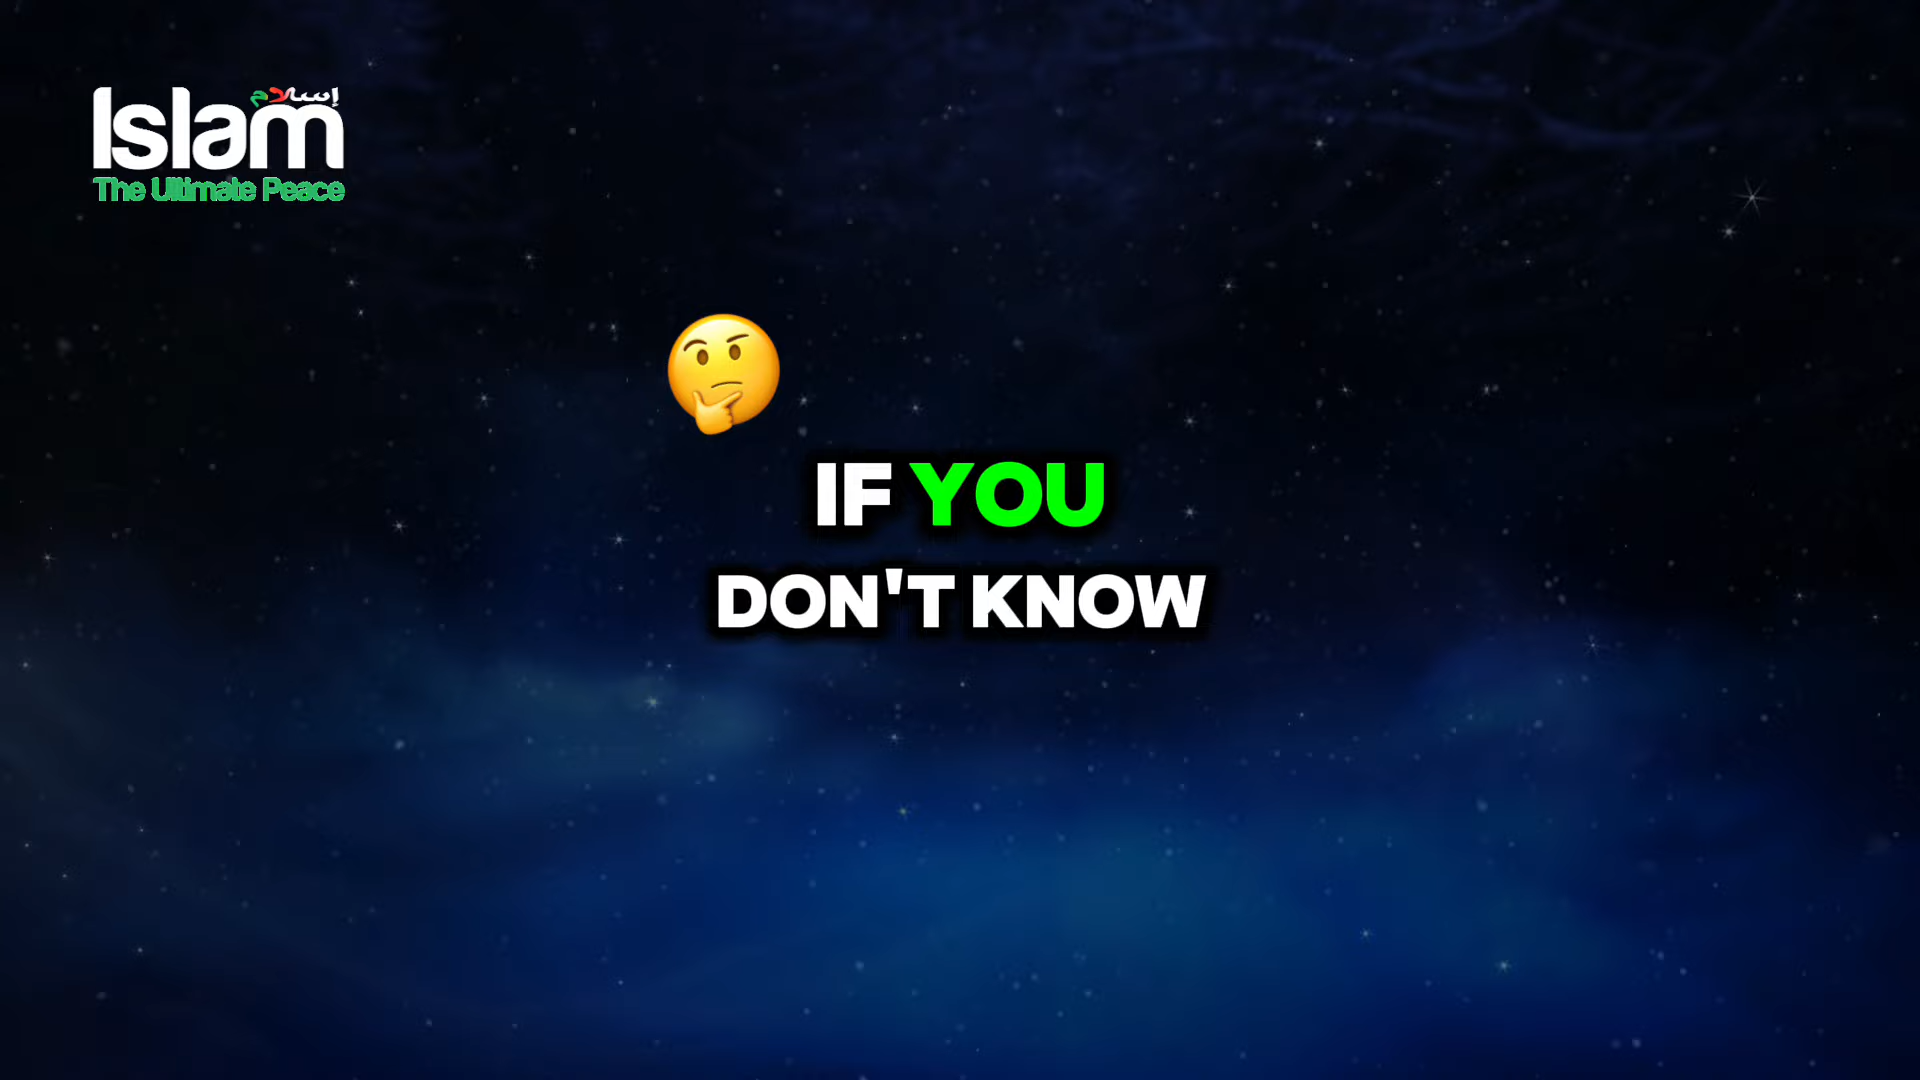 إسلام
Islam
The Ultimate Peace
IF YOU
DON'T KNOW